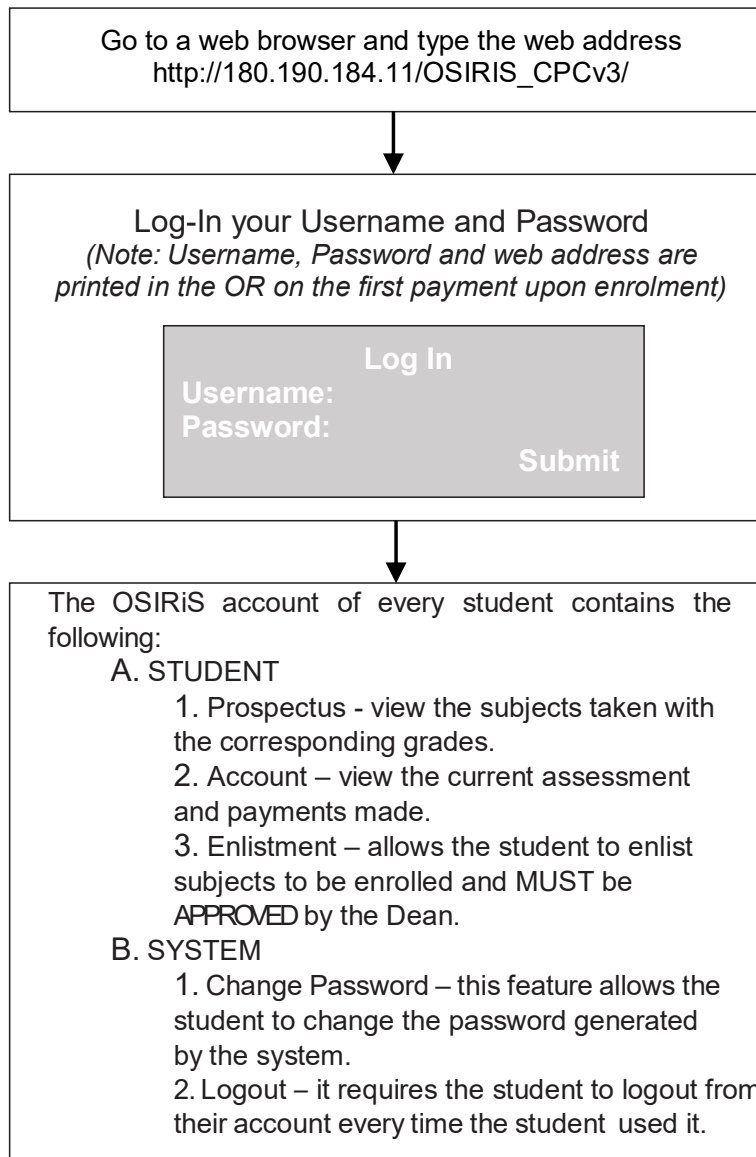 Go to a web browser and type the web address
http://180.190.184.11/OSIRIS_CPCv3/
Log-In your Username and Password
(Note: Username, Password and web address are
printed in the OR on the first payment upon enrolment)
Log In
Username:
Password:
Submit
The OSIRiS account of every student contains the
following:
A. STUDENT
1. Prospectus - view the subjects taken with
the corresponding grades.
2. Account – view the current assessment
and payments made.
3. Enlistment – allows the student to enlist
subjects to be enrolled and MUST be
APPROVED by the Dean.
B. SYSTEM
1. Change Password – this feature allows the
student to change the password generated
by the system.
2. Logout – it requires the student to logout from
their account every time the student used it.